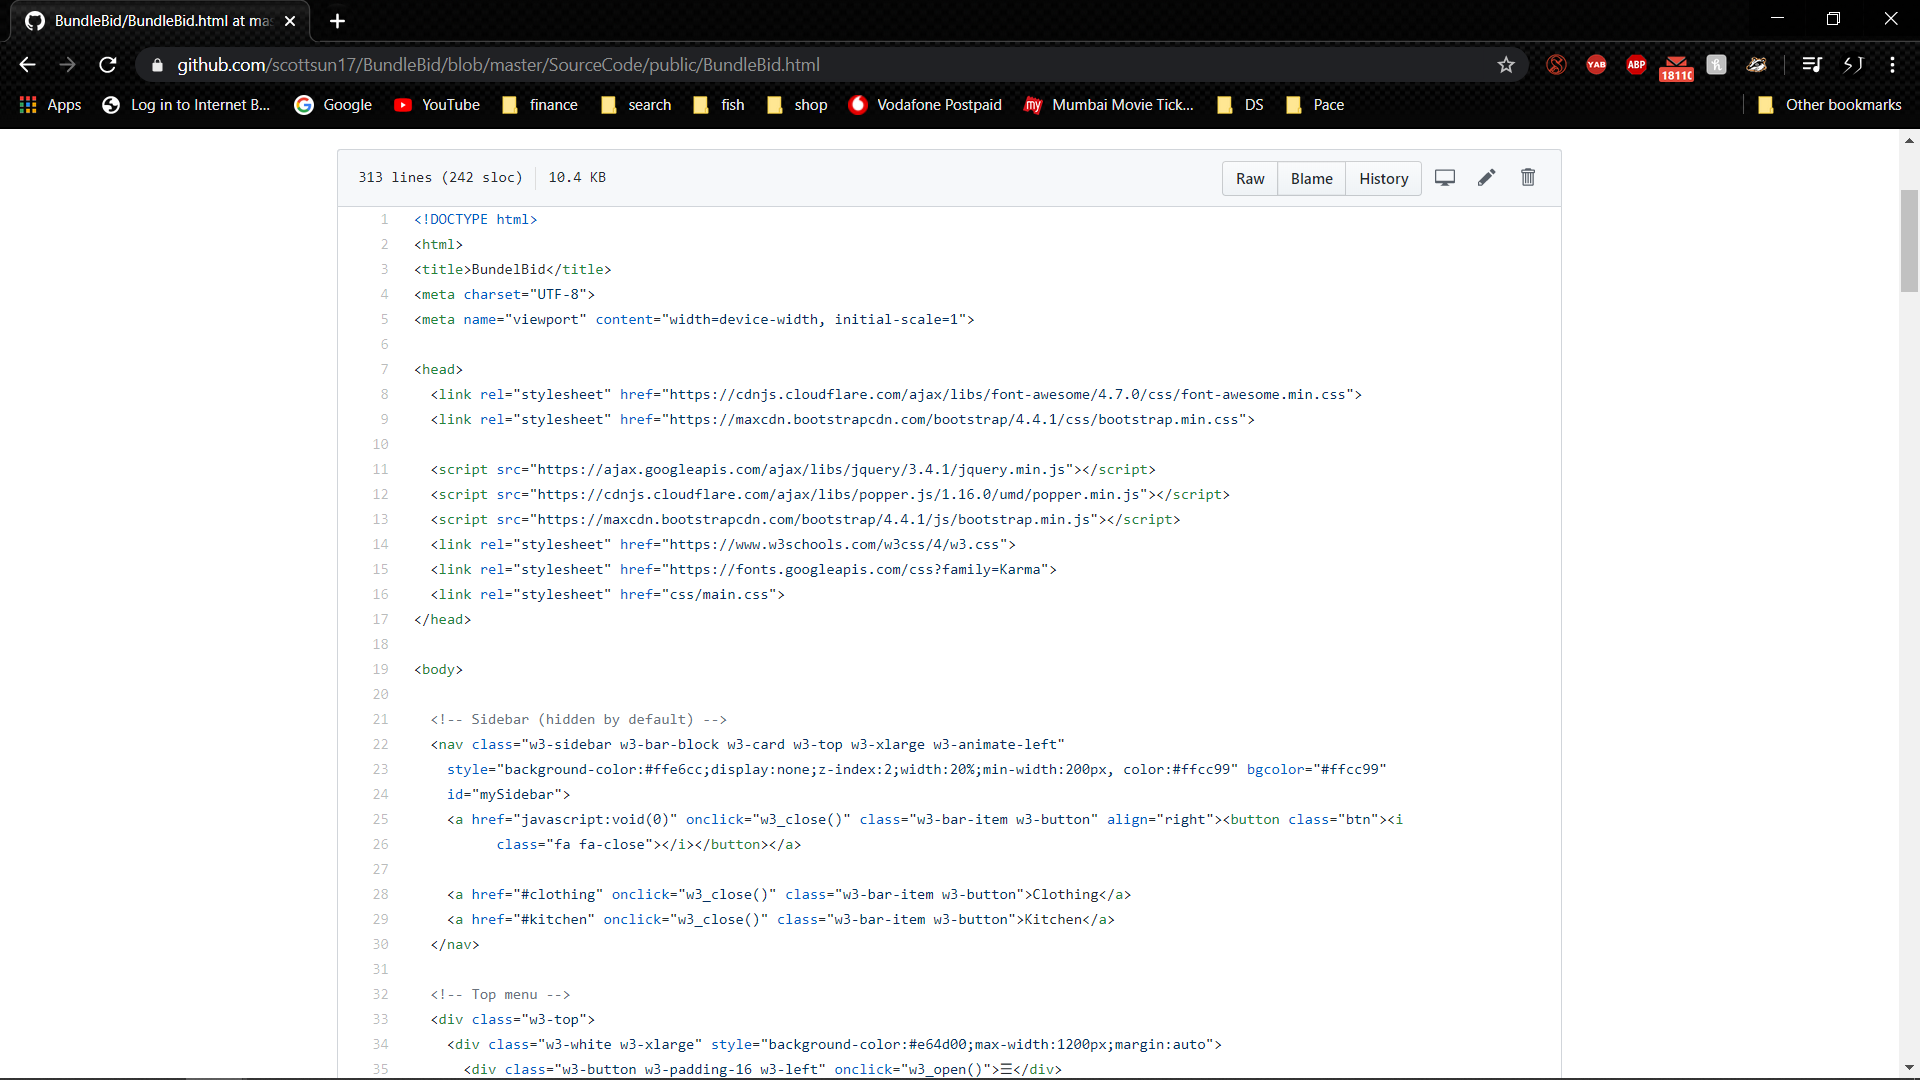 BundleBid/BundleBid.html at mas
github.com/scottsun17/BundleBid/blob/master/SourceCode/public/BundleBid.html
YAB
ABP
1811
Apps
Log in to Internet B...
Google
YouTube
finance
search
fish
shop
Vodafone Postpaid
my
Mumbai Movie Tick...
DS
Pace
Other bookmarks
313 lines (242 sloc) 10.4 KB
Raw Blame History
1 <!DOCTYPE html>
2 <html>
3 <title>BundelBid</title>
4 <meta charset="UTF-8">
5 <meta name="viewport" content="width=device-width, initial-scale=1">
6
7 <head>
8 <link rel="stylesheet" href="https://cdnjs.cloudflare.com/ajax/libs/font-awesome/4.7.0/css/font-awesome.min.css">
9 <link rel="stylesheet" href="https://maxcdn.bootstrapcdn.com/bootstrap/4.4.1/css/bootstrap.min.css">
10
11 <script src="https://ajax.googleapis.com/ajax/libs/jquery/3.4.1/jquery.min.js"></script>
12 <script src="https://cdnjs.cloudflare.com/ajax/libs/popper.js/1.16.0/umd/popper.min.js"></script>
13 <script src="https://maxcdn.bootstrapcdn.com/bootstrap/4.4.1/js/bootstrap.min.js"></script>
14 <link rel="stylesheet" href="https://www.w3schools.com/w3css/4/w3.css">
15 <link rel="stylesheet" href="https://fonts.googleapis.com/css?family=Karma">
16 <link rel="stylesheet" href="css/main.css">
17 </head>
18
19 <body>
20
21 <!-- Sidebar (hidden by default) -->
22 <nav class="w3-sidebar w3-bar-block w3-card w3-top w3-xlarge w3-animate-left"
23 style="background-color:#ffe6cc;display:none;z-index:2;width:20%;min-width:200px, color:#ffcc99" bgcolor="#ffcc99"
24 id="mySidebar">
25 <a href="javascript:void(0)" onclick="w3_close()" class="w3-bar-item w3-button" align="right"><button class="btn"><i
26 class="fa fa-close"></i></button></a>
27
28 <a href="#clothing" onclick="w3_close()" class="w3-bar-item w3-button">Clothing</a>
29 <a href="#kitchen" onclick="w3_close()" class="w3-bar-item w3-button">Kitchen</a>
30 </nav>
31
32 <!-- Top menu -->
33 <div class="w3-top">
34 <div class="w3-white w3-xlarge" style="background-color:#e64d00;max-width:1200px;margin:auto">
35 <div class="w3-button w3-padding-16 w3-left" onclick="w3_open()">☰</div>